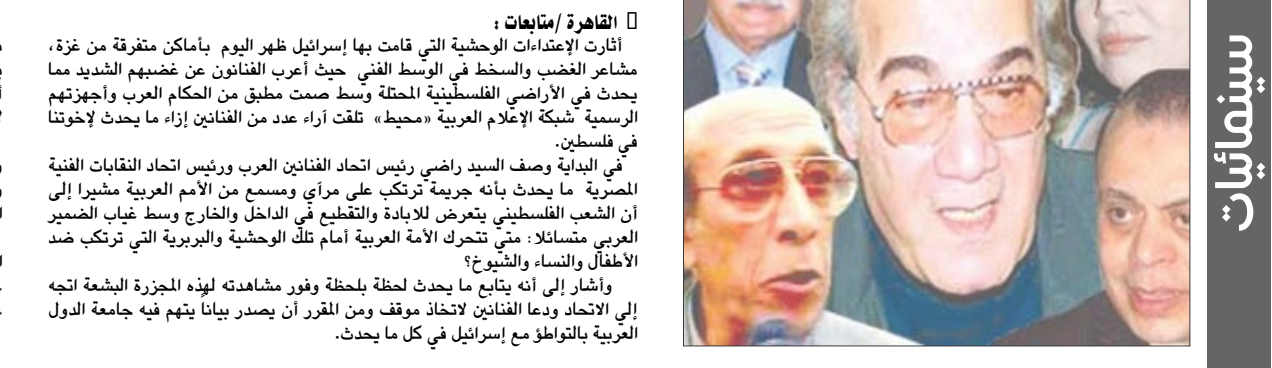 سينمائيات
القاهرة / متابعات :
أثارت الإعتداءات الوحشية التي قامت بها إسرائيل ظهر اليوم بأماكن متفرقة من غزة،
مشاعر الغضب والسخط في الوسط الفني حيث أعرب الفنانون عن غضبهم الشديد مما
يحدث في الأراضي الفلسطينية المحتلة وسط صمت مطبق من الحكام العرب وأجهزتهم
الرسمية شبكة الإعلام العربية «محيط» تلقت آراء عدد من الفنانين إزاء ما يحدث لإخوتنا
في فلسطين.
في البداية وصف السيد راضي رئيس اتحاد الفنانين العرب ورئيس اتحاد النقابات الفنية
المصرية ما يحدث بأنه جريمة ترتكب على مرآي ومسمع من الأمم العربية مشيرا إلى
أن الشعب الفلسطيني يتعرض للابادة والتقطيع في الداخل والخارج وسط غياب الضمير
العربي متسائلا: متي تتحرك الأمة العربية أمام تلك الوحشية والبربرية التي ترتكب ضد
الأطفال والنساء والشيوخ؟
وأشار إلى أنه يتابع ما يحدث لحظة بلحظة وفور مشاهدته لهذه المجزرة البشعة اتجه
إلي الاتحاد ودعا الفنانين لاتخاذ موقف ومن المقرر أن يصدر بياناً يتهم فيه جامعة الدول
العربية بالتواطؤ مع إسرائيل في كل ما يحدث.